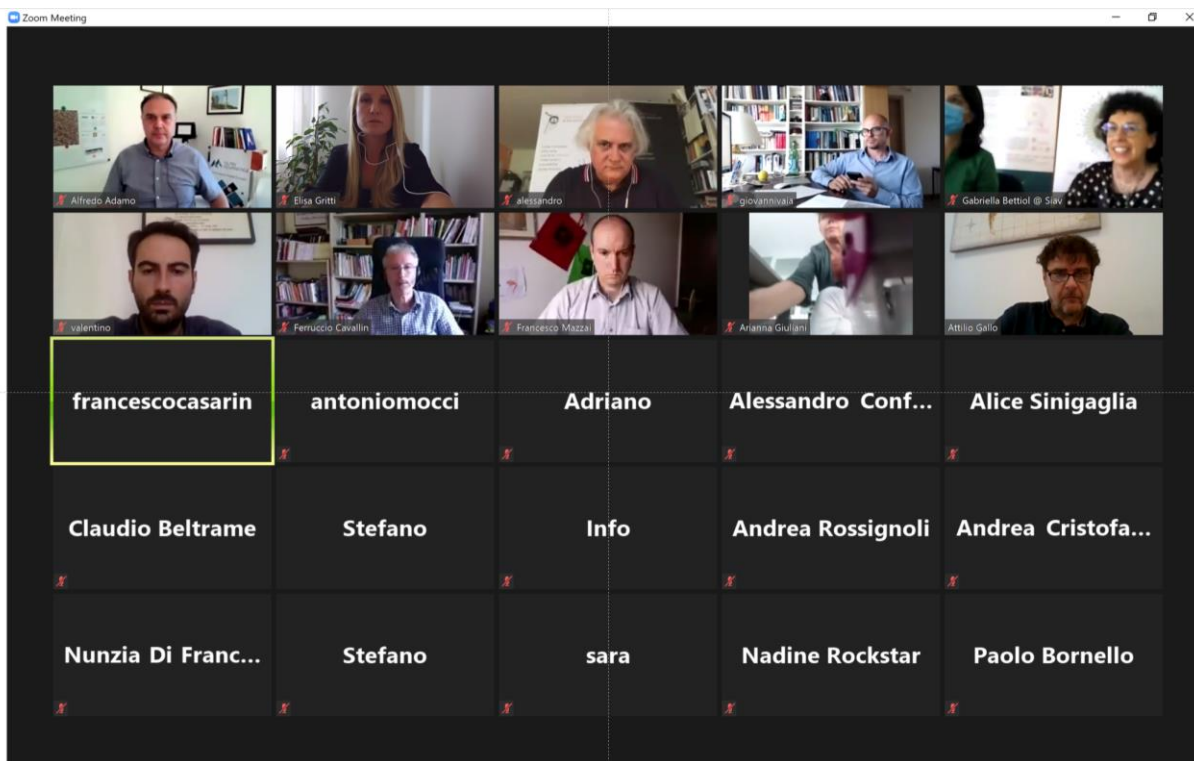 Zoom Meeting
Alfredo Adamo
Elisa Gritti
alessandro
giovannivaja
Gabriella Bettiol @ Siav
valentino
Ferruccio Cavallin
Francesco Mazzai
Arianna Giuliani
Attilio Gallo
francescocasarin
antoniomocci
Adriano
Alessandro Conf...
Alice Sinigaglia
Claudio Beltrame
Stefano
Info
Andrea Rossignoli
Andrea Cristofa...
Nunzia Di Franc...
Stefano
sara
Nadine Rockstar
Paolo Bornello